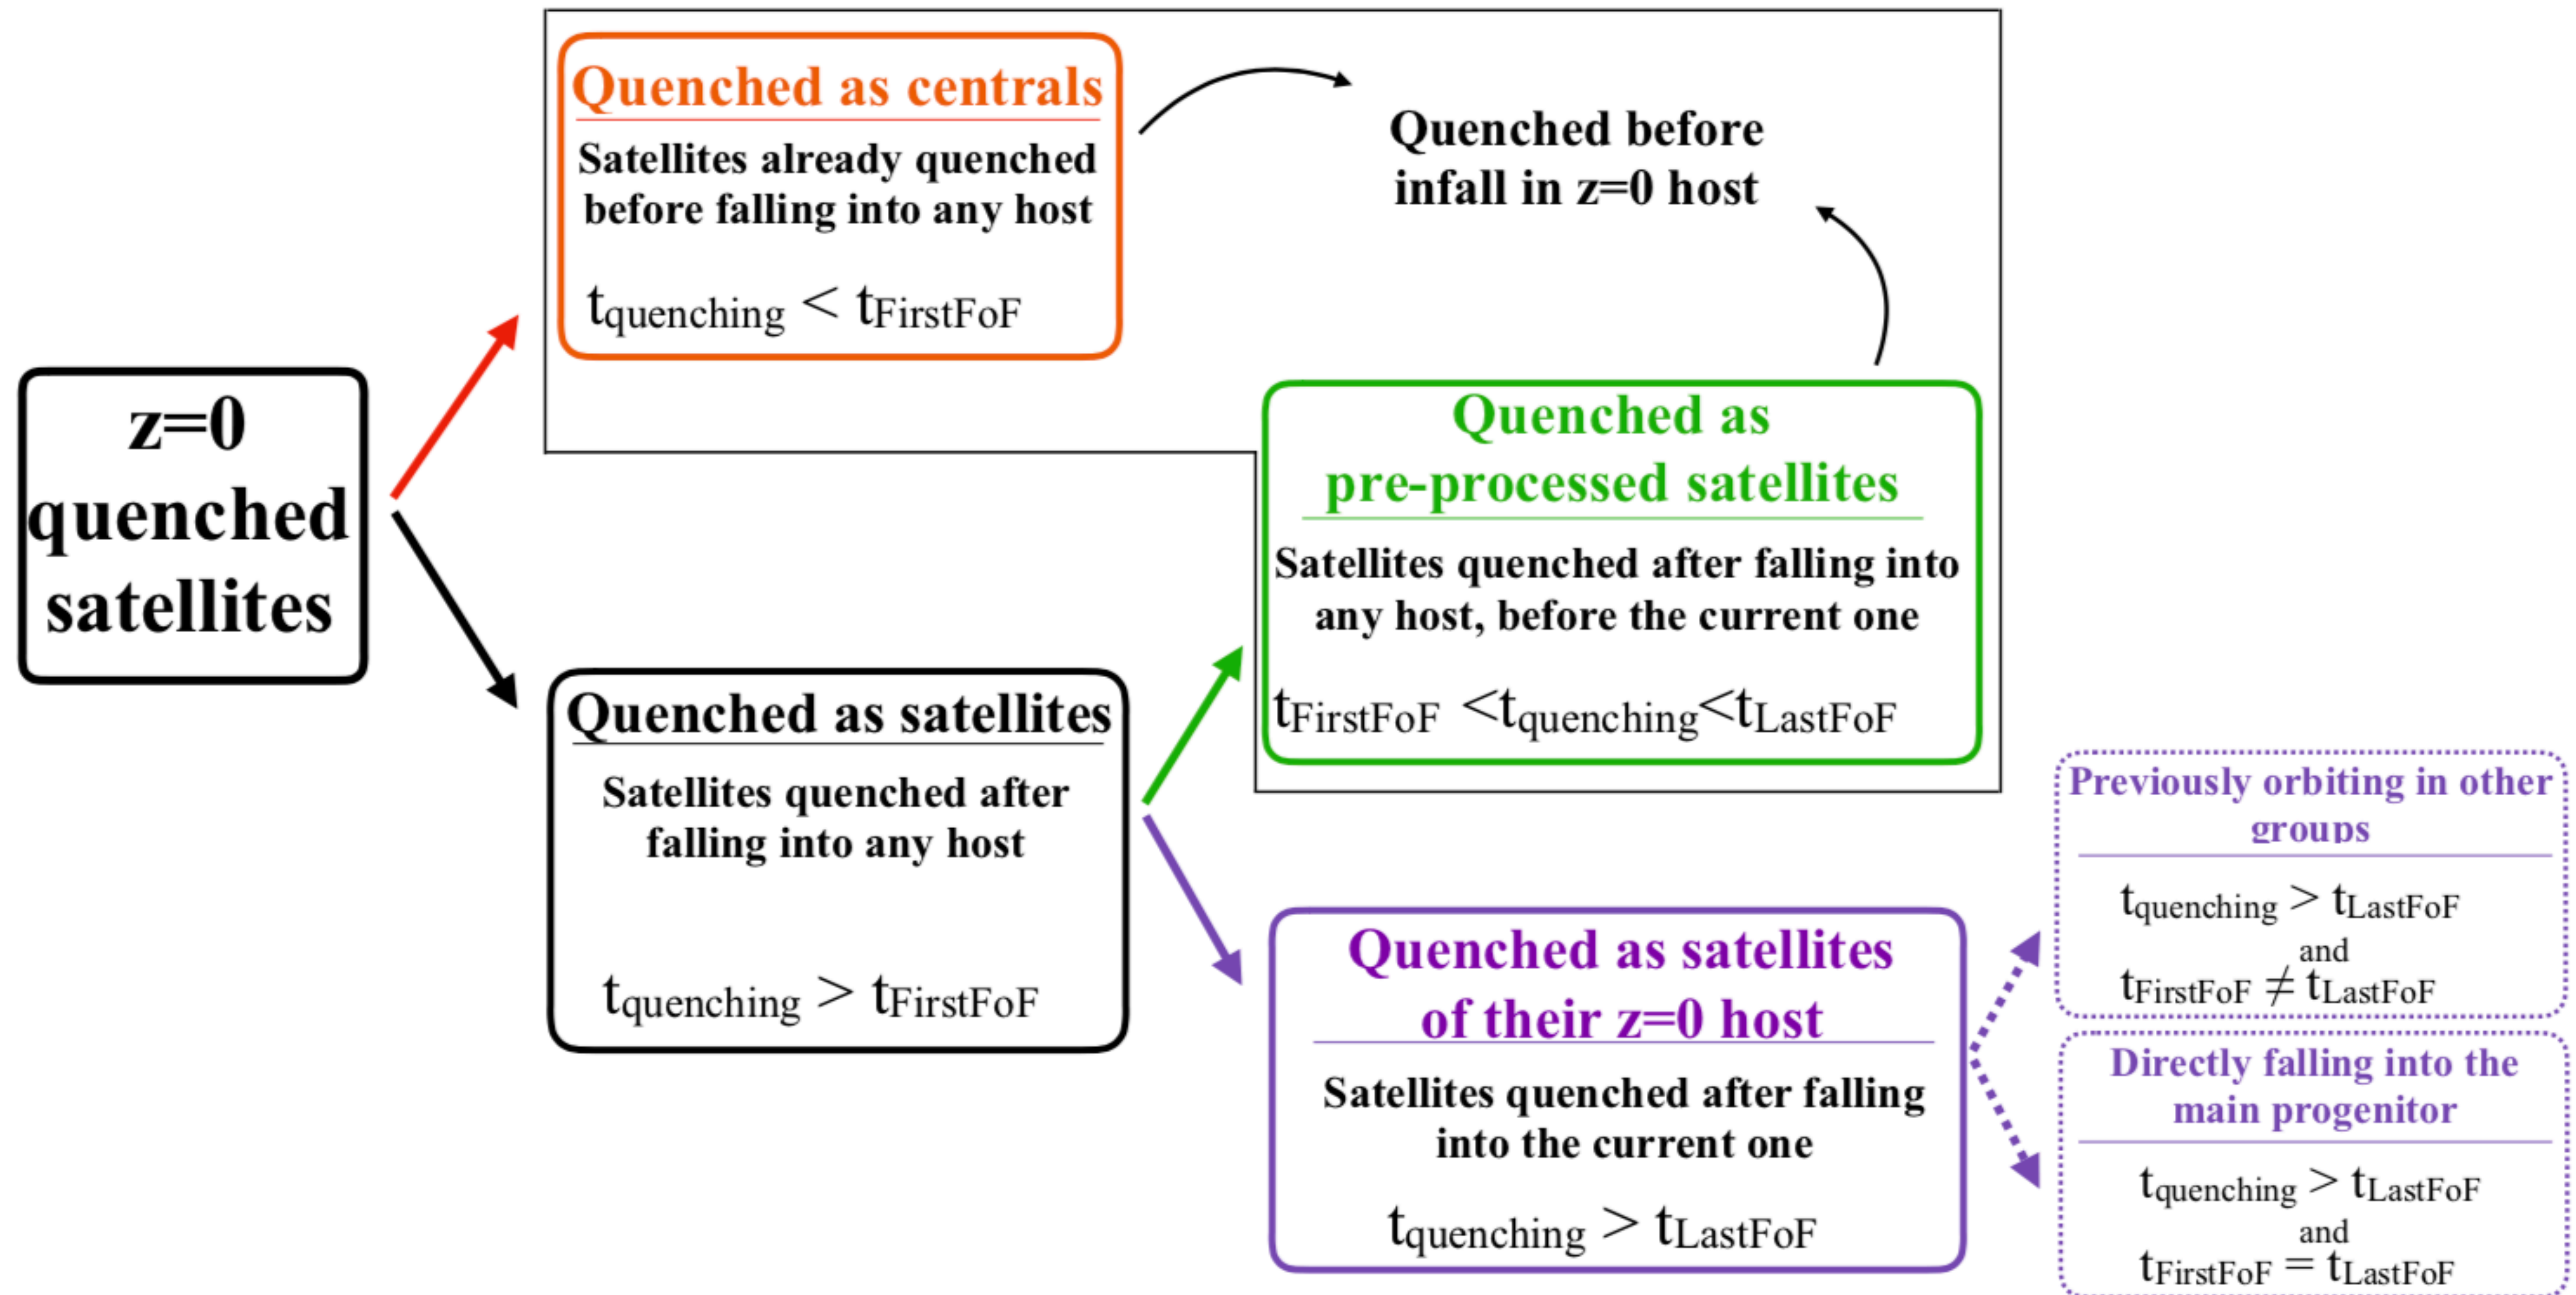 z=0
quenched
satellites
Quenched as centrals
Satellites already quenched
before falling into any host
tquenching < tFirstFoF
Quenched before
infall in z=0 host
Quenched as satellites
Satellites quenched after
falling into any host
tquenching > tFirstFoF
Quenched as
pre-processed satellites
Satellites quenched after falling into
any host, before the current one
tFirstFoF <tquenching<tLastFoF
Quenched as satellites
of their z=0 host
Satellites quenched after falling
into the current one
tquenching > tLastFoF
Previously orbiting in other
groups
tquenching > tLastFoF
and
tFirstFoF ≠ tLastFoF
Directly falling into the
main progenitor
tquenching > tLastFoF
and
tFirstFoF = tLastFoF